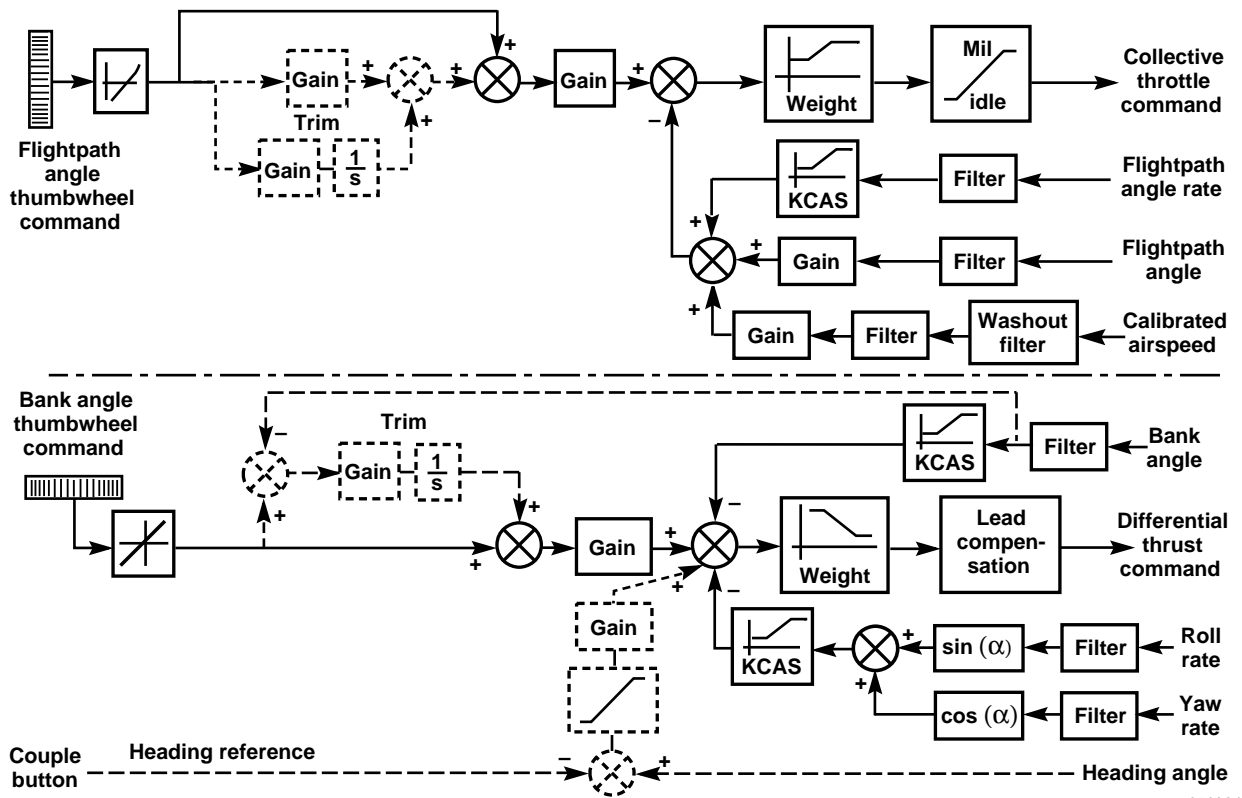 Flightpath
angle
thumbwheel
command
Gain
Trim
Gain
1
s
+
+
+
+
Gain
+
−
Weight
Mil
idle
Collective
throttle
command
KCAS
Filter
Flightpath
angle rate
+
+
Gain
Filter
Flightpath
angle
+
Gain
Filter
Washout
filter
Calibrated
airspeed
Bank angle
thumbwheel
command
−
+
Trim
Gain
1
s
+
+
Gain
+
−
+
−
KCAS
Filter
Bank
angle
Weight
Lead
compen-
sation
Differential
thrust
command
Gain
KCAS
+
+
sin (α)
Filter
Roll
rate
cos (α)
Filter
Yaw
rate
Couple
button
Heading reference
−
+
Heading angle